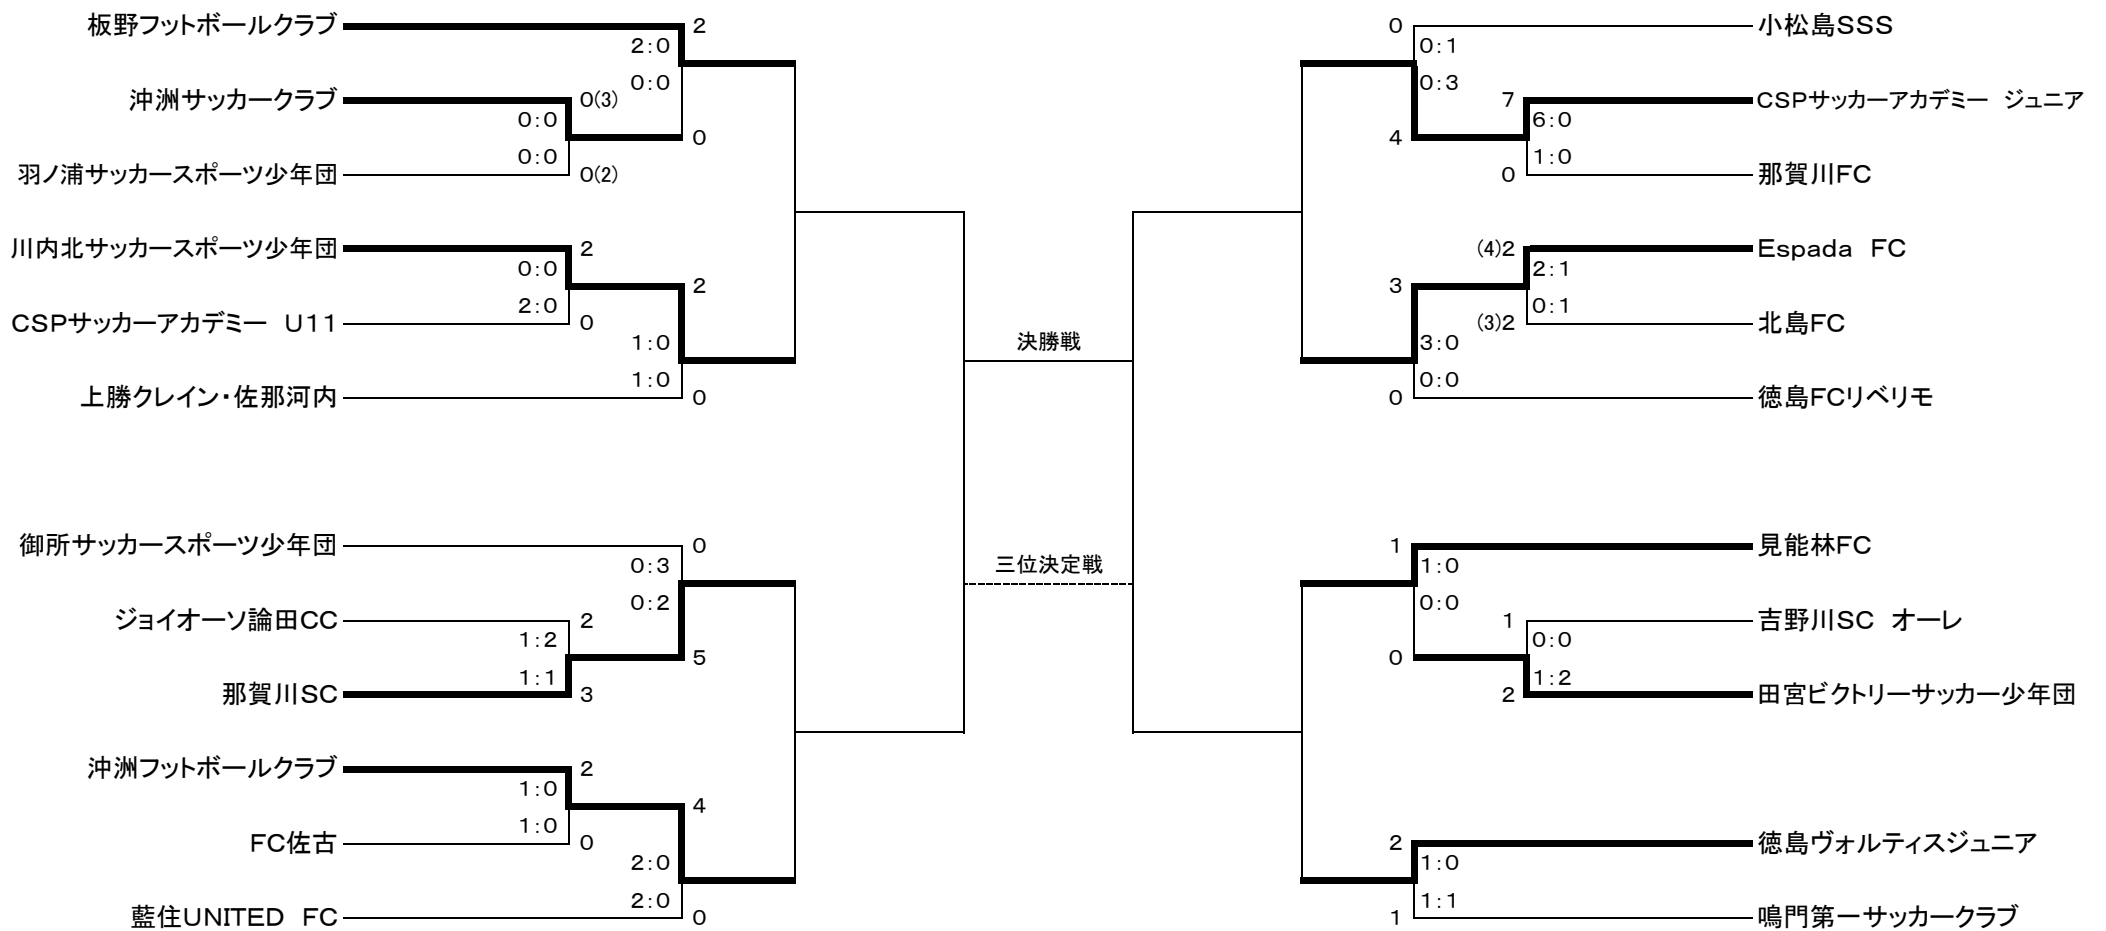 板野フットボールクラブ
2
2:0
0:0
沖洲サッカークラブ
0(3)
0:0
0
0:0
羽ノ浦サッカースポーツ少年団
0(2)
川内北サッカースポーツ少年団
2
0:0
2
2:0
CSPサッカーアカデミー U11
0
1:0
1:0
上勝クレイン・佐那河内
0
御所サッカースポーツ少年団
0
0:3
0:2
ジョイオーソ論田CC
2
1:2
5
1:1
那賀川SC
3
沖洲フットボールクラブ
2
1:0
4
1:0
FC佐古
0
2:0
2:0
藍住UNITED FC
0
決勝戦
三位決定戦
0
小松島SSS
0:1
0:3
7
CSPサッカーアカデミー ジュニア
6:0
4
1:0
0
那賀川FC
(4)2
Espada FC
2:1
3
0:1
(3)2
北島FC
3:0
0:0
0
徳島FCリベリモ
1
見能林FC
1:0
0:0
1
吉野川SC オーレ
0:0
0
1:2
2
田宮ビクトリーサッカー少年団
2
徳島ヴォルティスジュニア
1:0
1:1
1
鳴門第一サッカークラブ